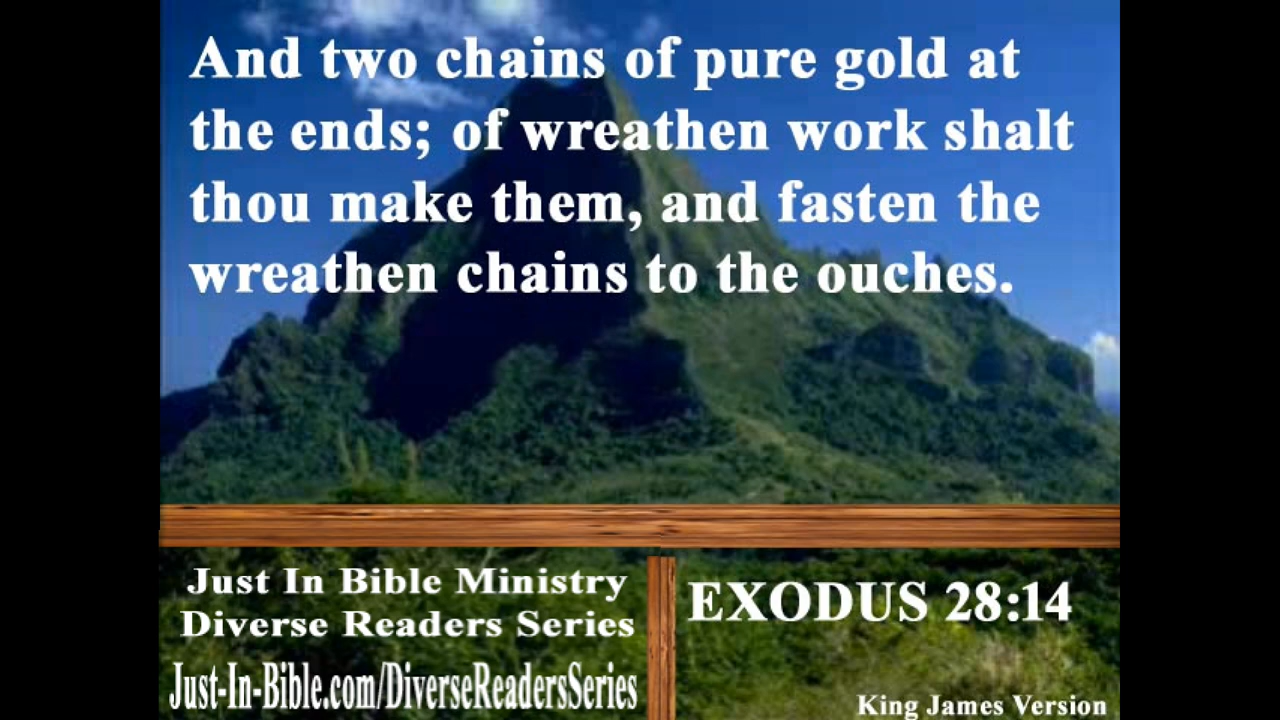 And two chains of pure gold at
the ends; of wreathen work shalt
thou make them, and fasten the
wreathen chains to the ouches.
Just In Bible Ministry
Diverse Readers Series
Just-In-Bible.com/DiverseReadersSeries
EXODUS 28:14
King James Version